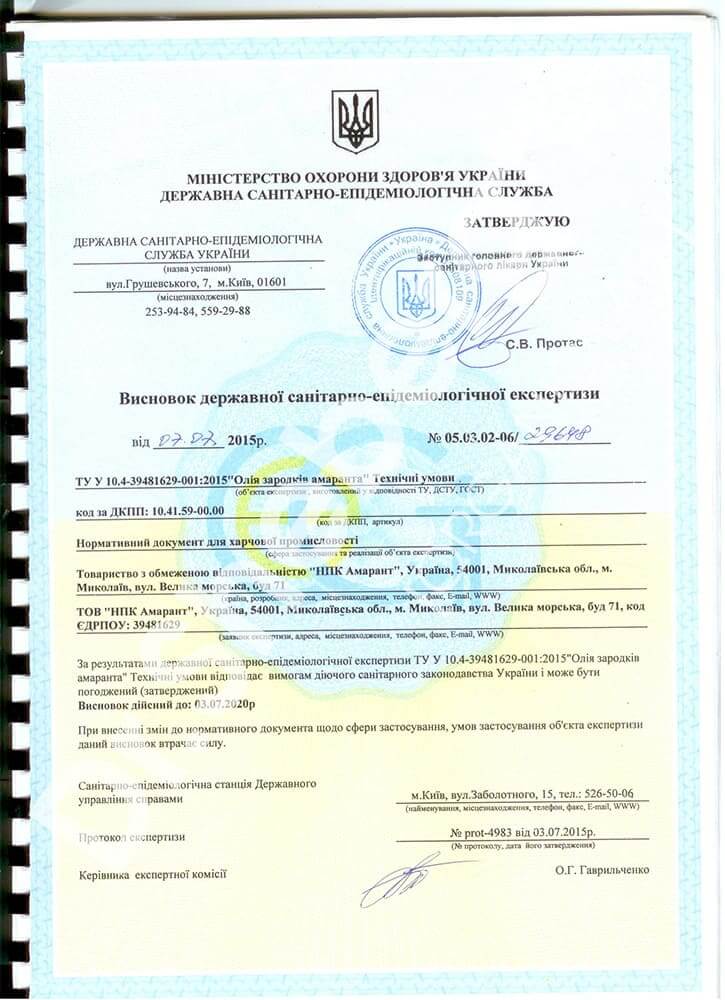 МІНІСТЕРСТВО ОХОРОНИ ЗДОРОВ'Я УКРАЇНИ
ДЕРЖАВНА САНІТАРНО-ЕПІДЕМІОЛОГІЧНА СЛУЖБА
ЗАТВЕРДЖУЮ
ДЕРЖАВНА САНІТАРНО-ЕПІДЕМІОЛОГІЧНА
СЛУЖБА УКРАЇНИ
(назва установи)
вул.Грушевського, 7, м.Київ, 01601
(місцезнаходження)
253-94-84, 559-29-88
Заступник головного державного
санітарного лікаря України
С.В. Протас
Висновок державної санітарно-епідеміологічної експертизи
від 07.07. 2015р.
№ 05.03.02-06/ 29648
ТУ У 10.4-39481629-001:2015"Олія зародків амаранта" Технічні умови .
(об'єкта експертизи , виготовлений у відповідності ТУ, ДСТУ, ГОСТ)
код за ДКПП: 10.41.59-00.00
(код за ДКПП, артикул)
Нормативний документ для харчової промисловості
(сфера застосування та реалізації об'єкта експертизи)
Товариство з обмеженою відповідальністю "НПК Амарант", Україна, 54001, Миколаївська обл., м.
Миколаїв, вул. Велика морська, буд 71
(країна, розробник, адреса, місцезнаходження, телефон, факс, E-mail, WWW)
ТОВ "НПК Амарант", Україна, 54001, Миколаївська обл., м. Миколаїв, вул. Велика морська, буд 71, код
ЄДРПОУ: 39481629
(заявник експертизи, адреса, місцезнаходження, телефон, факс, E-mail, WWW)
За результатами державної санітарно-епідеміологічної експертизи ТУ У 10.4-39481629-001:2015"Олія зародків
амаранта" Технічні умови відповідає вимогам діючого санітарного законодавства України і може бути
погоджений (затверджений)
Висновок дійсний до: 03.07.2020р
При внесенні змін до нормативного документа щодо сфери застосування, умов застосування об'єкта експертизи
даний висновок втрачає силу.
Санітарно-епідеміологічна станція Державного
управління справами
м.Київ, вул.Заболотного, 15, тел.: 526-50-06
(найменування, місцезнаходження, телефон, факс, E-mail, WWW)
Протокол експертизи
№ prot-4983 від 03.07.2015р.
(№ протоколу, дата його затвердження)
Керівника експертної комісії
О.Г. Гаврильченко